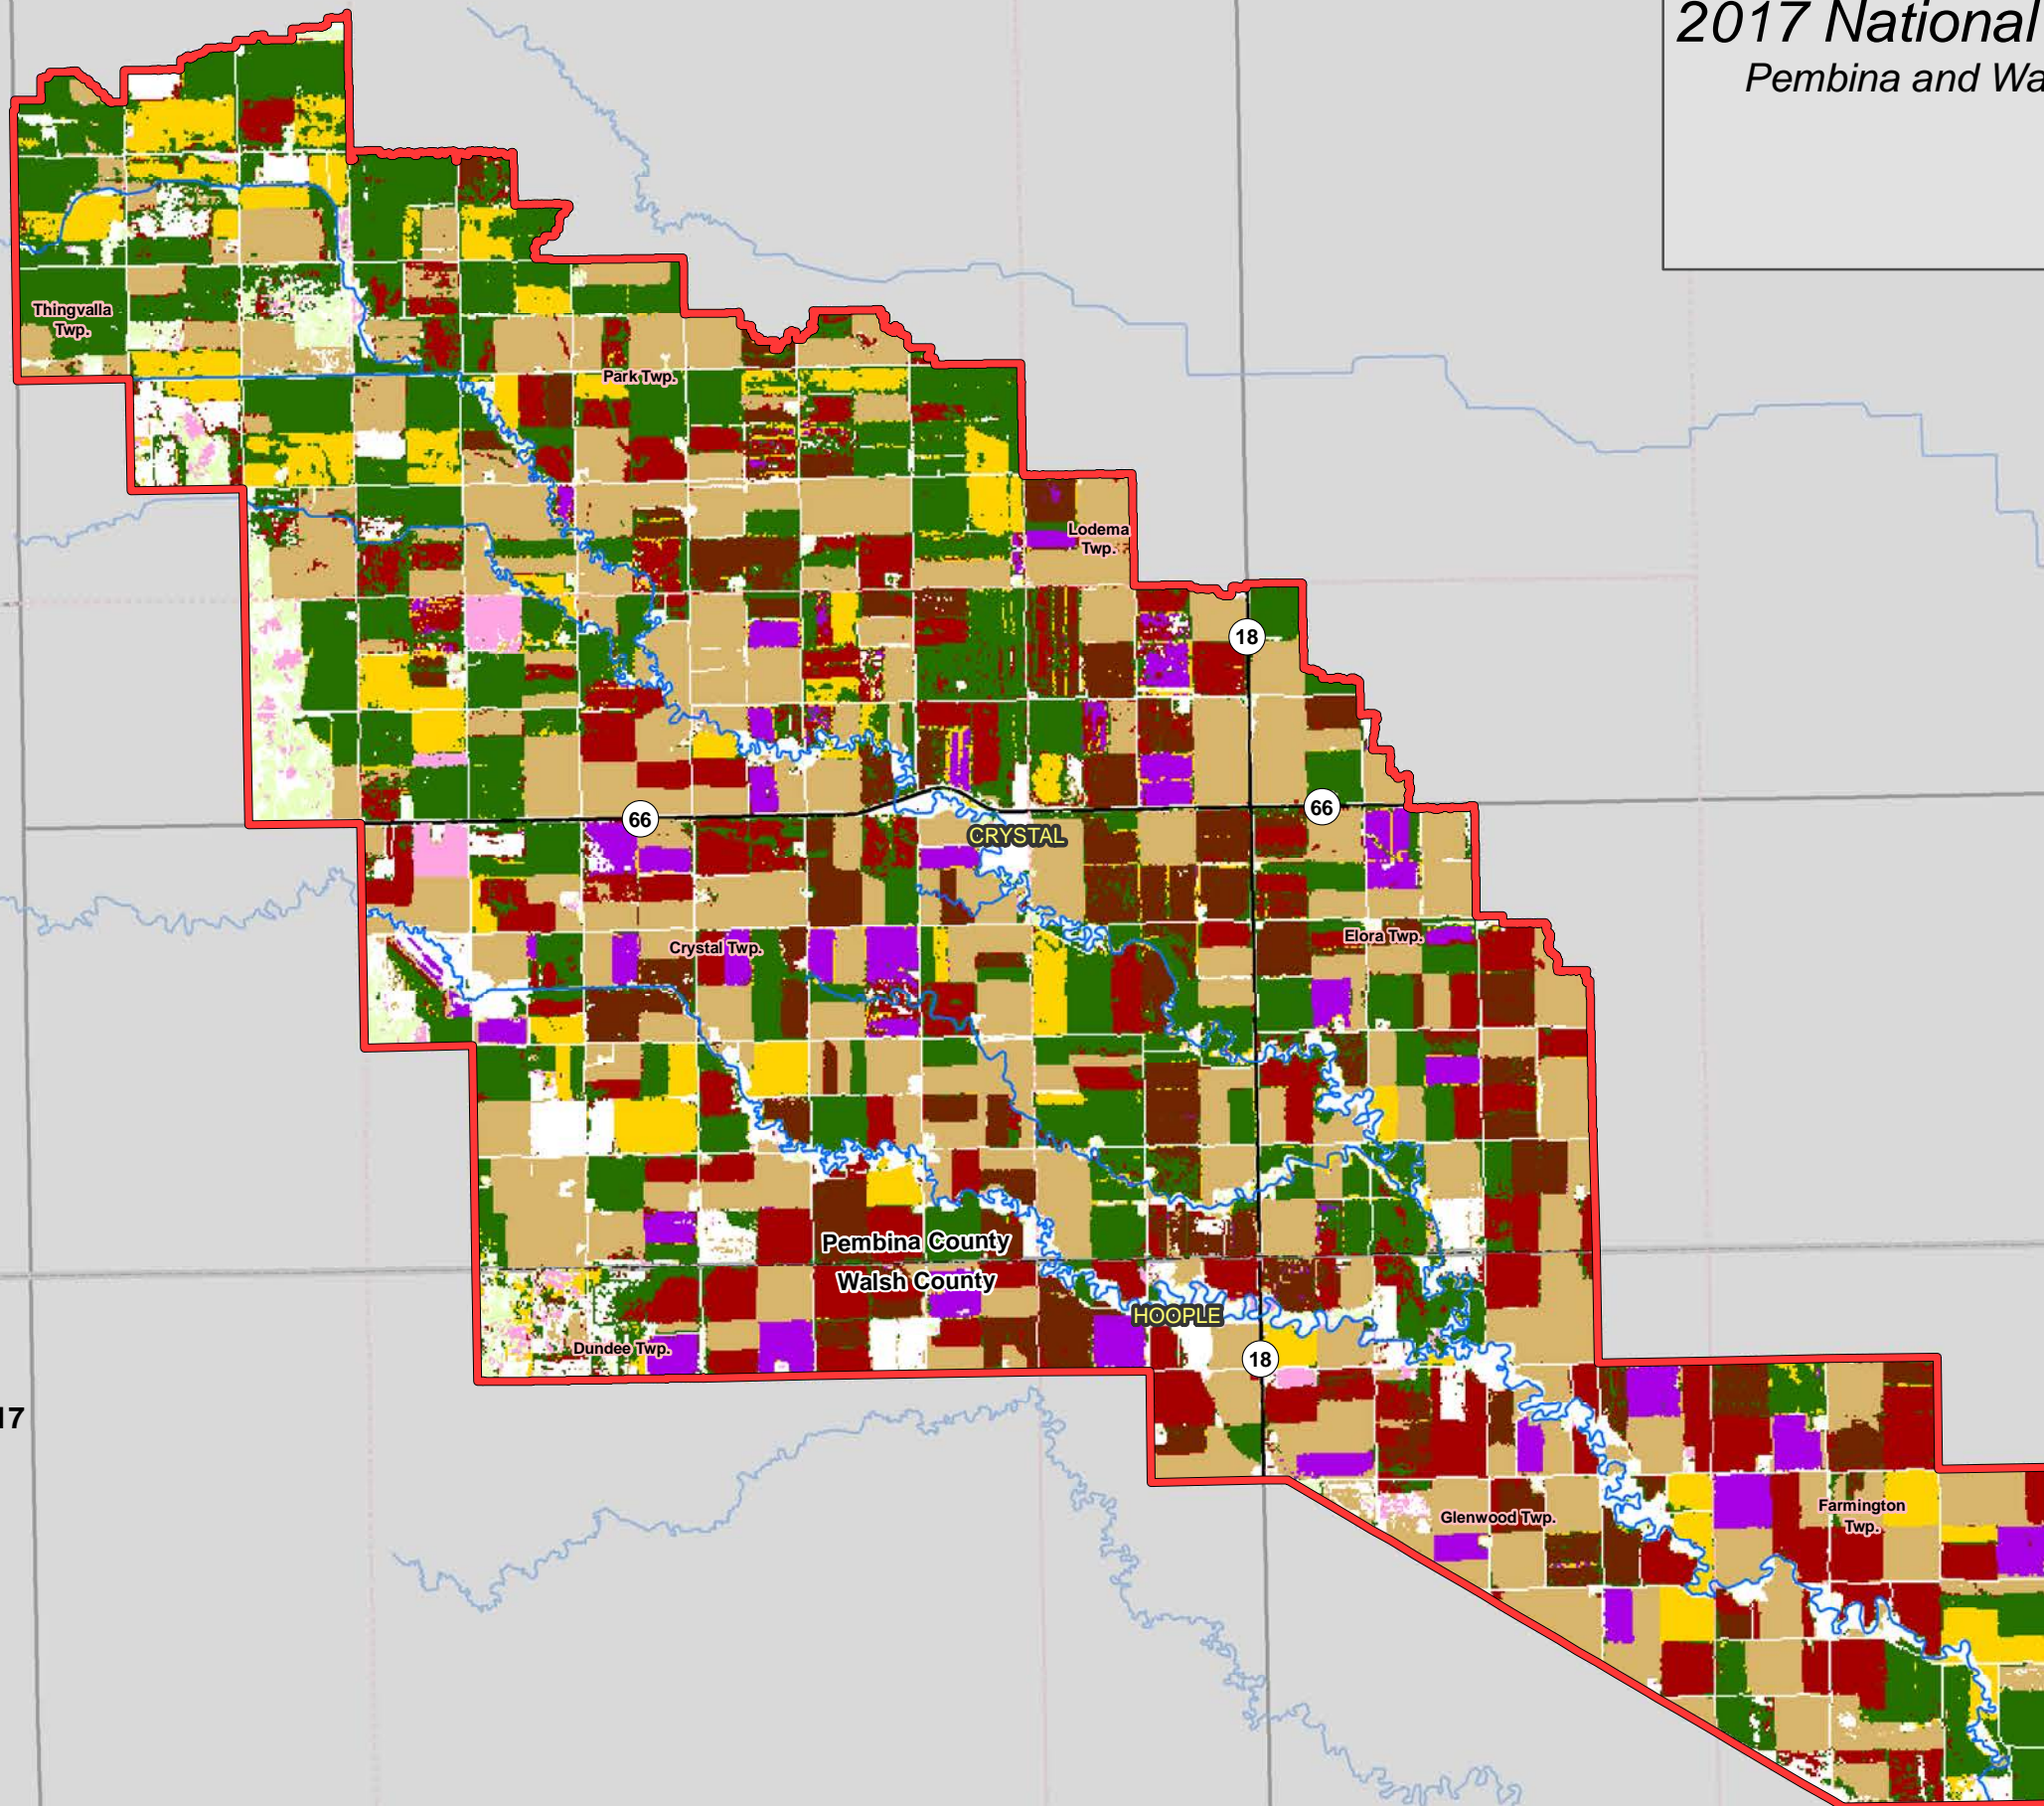 2017 National
Pembina and Wa
Thingvalla
Twp.
Park Twp.
Lodema
Twp.
18
66
66
CRYSTAL
Crystal Twp.
Elora Twp.
Pembina County
Walsh County
HOOPLE
Dundee Twp.
18
17
Glenwood Twp.
Farmington
Twp.